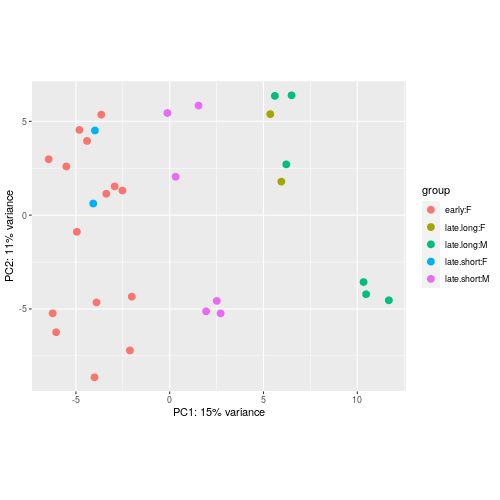 5
0
-5
-5
0
5
10
PC1: 15% variance
PC2: 11% variance
group
early:F
late.long:F
late.long:M
late.short:F
late.short:M